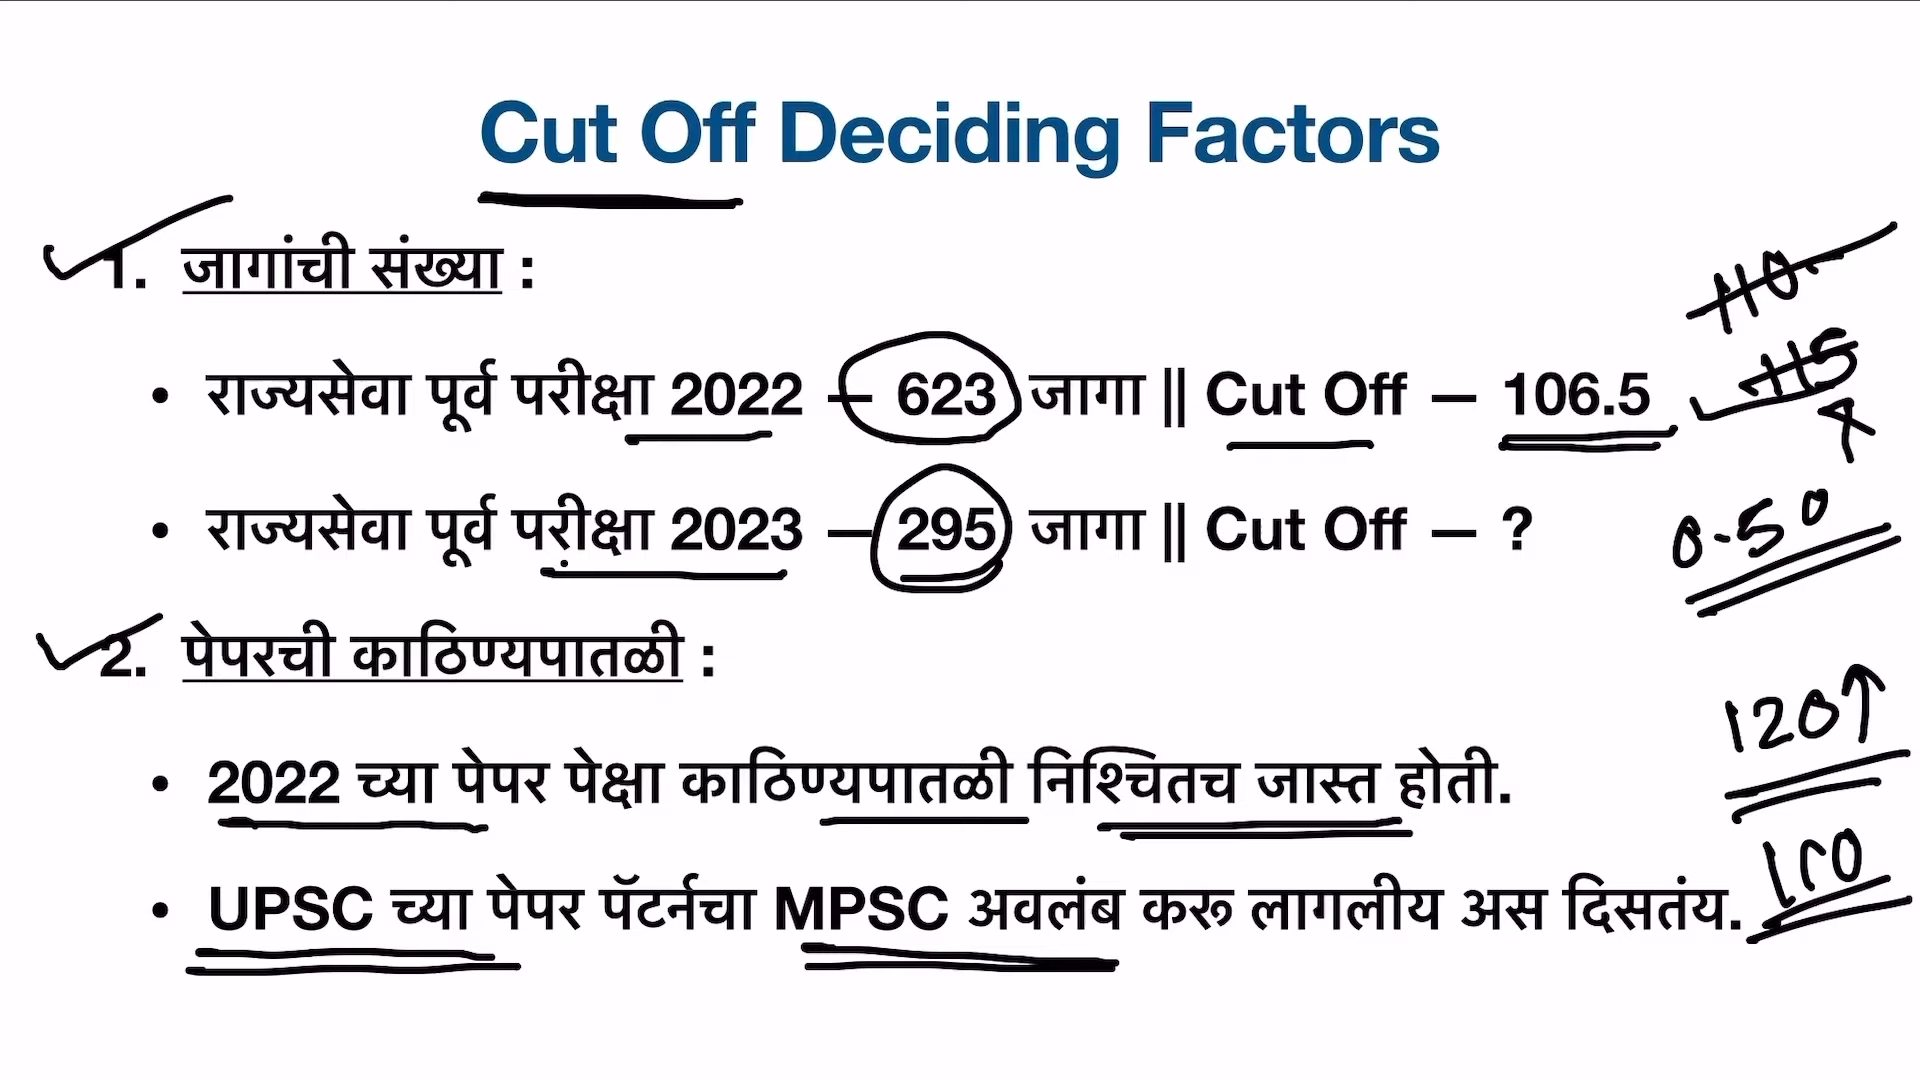 Cut Off Deciding Factors
1. जागांची संख्या :
110
• राज्यसेवा पूर्व परीक्षा 2022 – 623 जागा || Cut Off – 106.5
115
• राज्यसेवा पूर्व परीक्षा 2023 – 295 जागा || Cut Off – ?
0-50
2. पेपरची काठिण्यपातळी :
120↑
• 2022 च्या पेपर पेक्षा काठिण्यपातळी निश्चितच जास्त होती.
• UPSC च्या पेपर पॅटर्नचा MPSC अवलंब करू लागलीय अस दिसतंय.